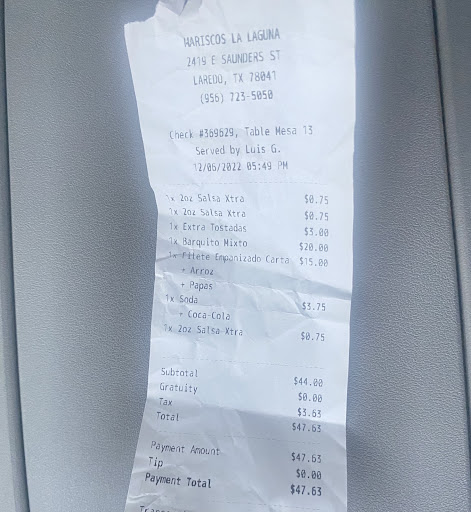 MARISCOS LA LAGUNA
2419 E SAUNDERS ST
LAREDO, TX 78041
(956) 723-5050
Check #369629, Table Mesa 13
Served by Luis G.
12/06/2022 05:49 PM
1x 2oz Salsa Xtra $0.75
1x 2oz Salsa Xtra $0.75
1x Extra Tostadas $3.00
1x Barquito Mixto $20.00
1x Filete Empanizado Carta $15.00
+ Arroz
+ Papas
1x Soda $3.75
+ Coca-Cola
1x 2oz Salsa Xtra $0.75
Subtotal $44.00
Gratuity $0.00
Tax $3.63
Total $47.63
Payment Amount $47.63
Tip $0.00
Payment Total $47.63